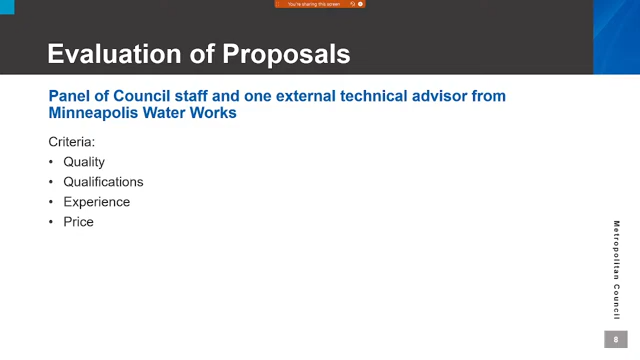 You're sharing this screen
Evaluation of Proposals
Panel of Council staff and one external technical advisor from
Minneapolis Water Works
Criteria:
• Quality
• Qualifications
• Experience
• Price
Metropolitan Council
8